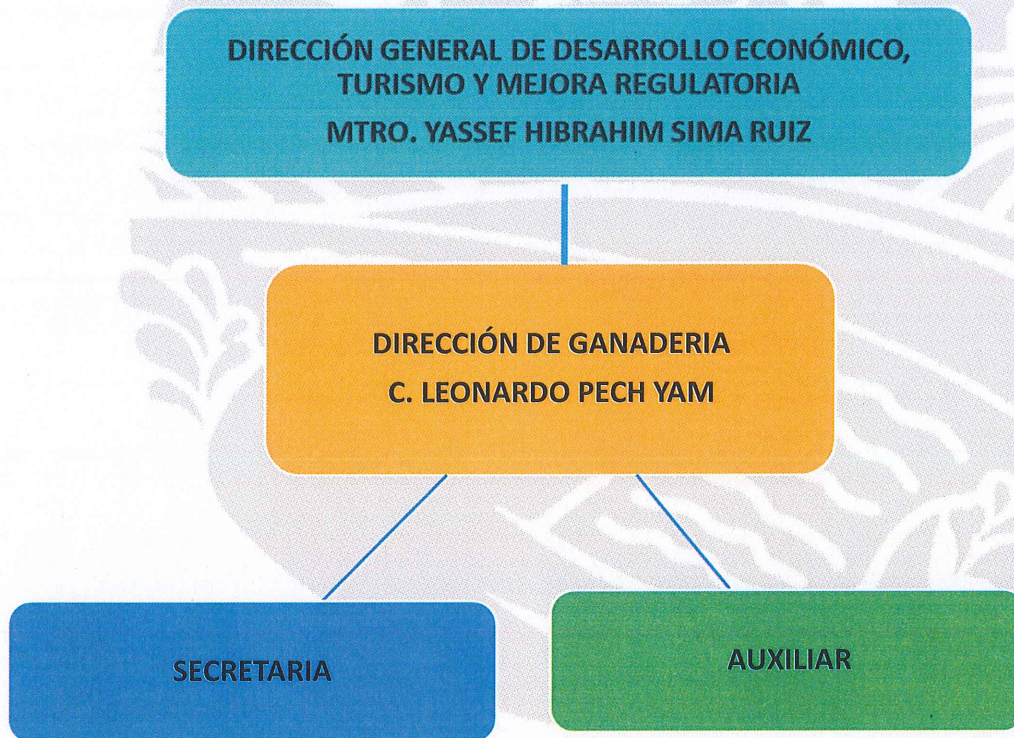 DIRECCIÓN GENERAL DE DESARROLLO ECONÓMICO,
TURISMO Y MEJORA REGULATORIA
MTRO. YASSEF HIBRAHIM SIMA RUIZ
DIRECCIÓN DE GANADERIA
C. LEONARDO PECH YAM
SECRETARIA
AUXILIAR